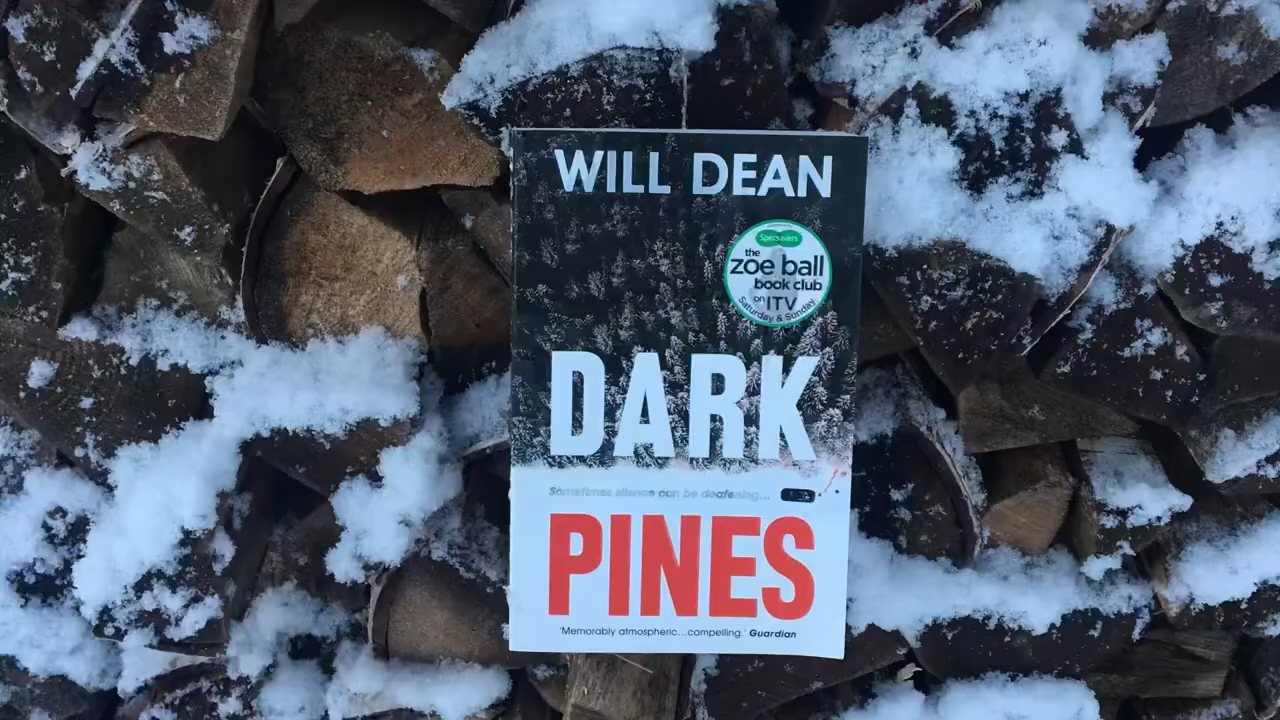 WILL DEAN
Specsavers
the
zoe ball
book club
on ITV
Saturday & Sunday
DARK
Sometimes silence can be deafening...
PINES
'Memorably atmospheric...compelling.' Guardian